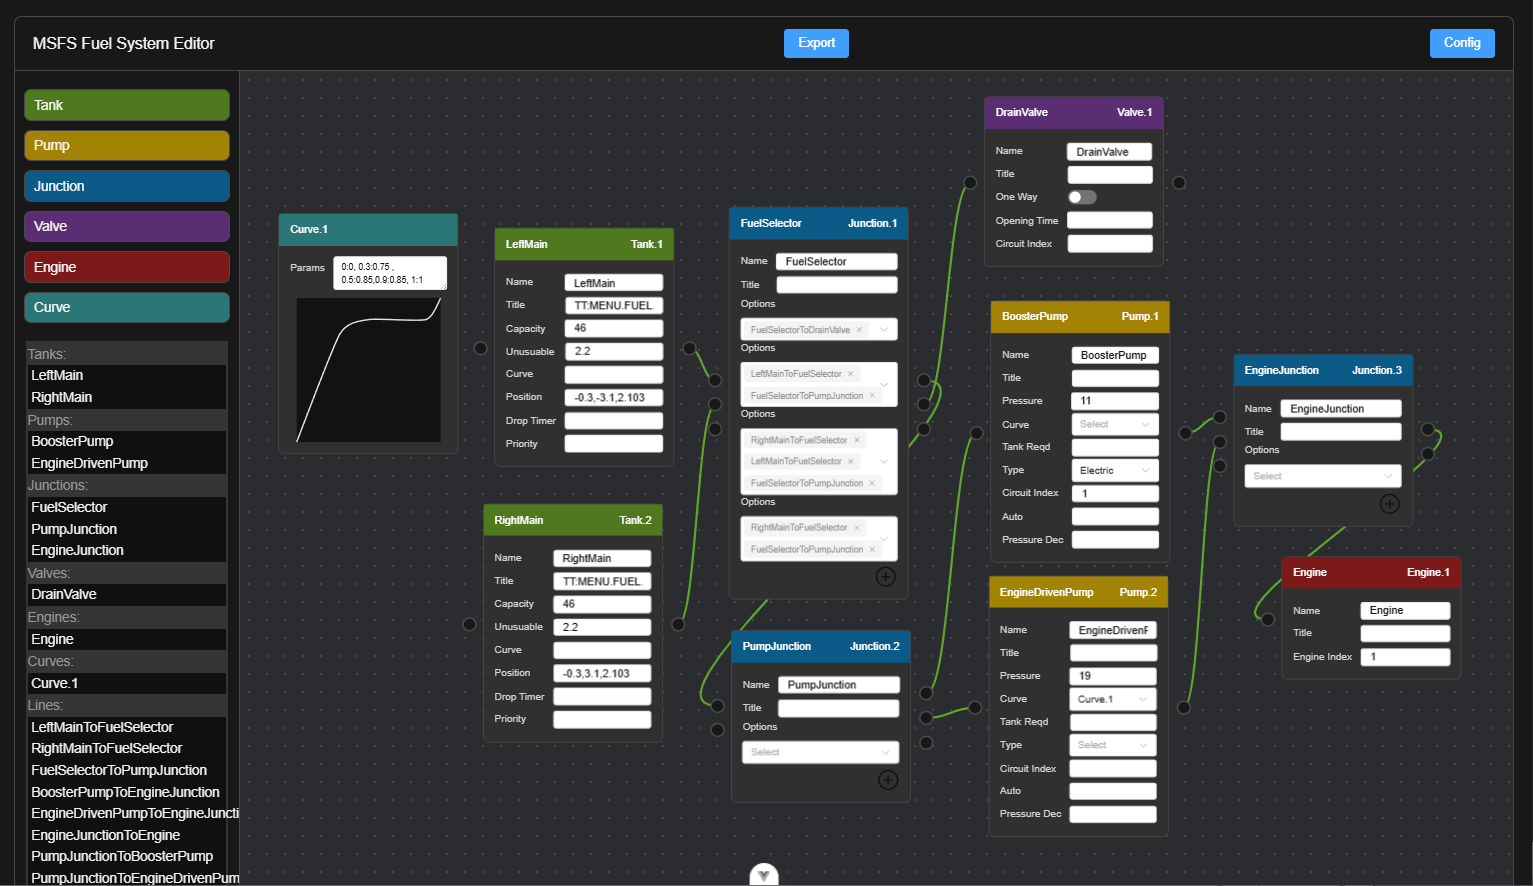 MSFS Fuel System Editor
Export
Config
Tank
Pump
Junction
Valve
Engine
Curve
Tanks:
LeftMain
RightMain
Pumps:
BoosterPump
EngineDrivenPump
Junctions:
FuelSelector
PumpJunction
EngineJunction
Valves:
DrainValve
Engines:
Engine
Curves:
Curve.1
Lines:
LeftMainToFuelSelector
RightMainToFuelSelector
FuelSelectorToPumpJunction
BoosterPumpToEngineJunction
EngineDrivenPumpToEngineJuncti
EngineJunctionToEngine
PumpJunctionToBoosterPump
PumpJunctionToEngineDrivenPum
Curve.1
Params 0:0, 0.3:0.75 ,
0.5:0.85,0.9:0.85, 1:1
LeftMain Tank.1
Name LeftMain
Title TT:MENU.FUEL.
Capacity 46
Unusuable 2.2
Curve
Position -0.3,-3.1,2.103
Drop Timer
Priority
RightMain Tank.2
Name RightMain
Title TT:MENU.FUEL.
Capacity 46
Unusuable 2.2
Curve
Position -0.3,3.1,2.103
Drop Timer
Priority
FuelSelector Junction.1
Name FuelSelector
Title
Options
FuelSelectorToDrainValve ×
Options
LeftMainToFuelSelector ×
FuelSelectorToPumpJunction ×
Options
RightMainToFuelSelector ×
LeftMainToFuelSelector ×
FuelSelectorToPumpJunction ×
Options
RightMainToFuelSelector ×
FuelSelectorToPumpJunction ×
PumpJunction Junction.2
Name PumpJunction
Title
Options
Select
DrainValve Valve.1
Name DrainValve
Title
One Way
Opening Time
Circuit Index
BoosterPump Pump.1
Name BoosterPump
Title
Pressure 11
Curve Select
Tank Reqd
Type Electric
Circuit Index 1
Auto
Pressure Dec
EngineDrivenPump Pump.2
Name EngineDrivenP
Title
Pressure 19
Curve Curve.1
Tank Reqd
Type Select
Circuit Index
Auto
Pressure Dec
EngineJunction Junction.3
Name EngineJunction
Title
Options
Select
Engine Engine.1
Name Engine
Title
Engine Index 1